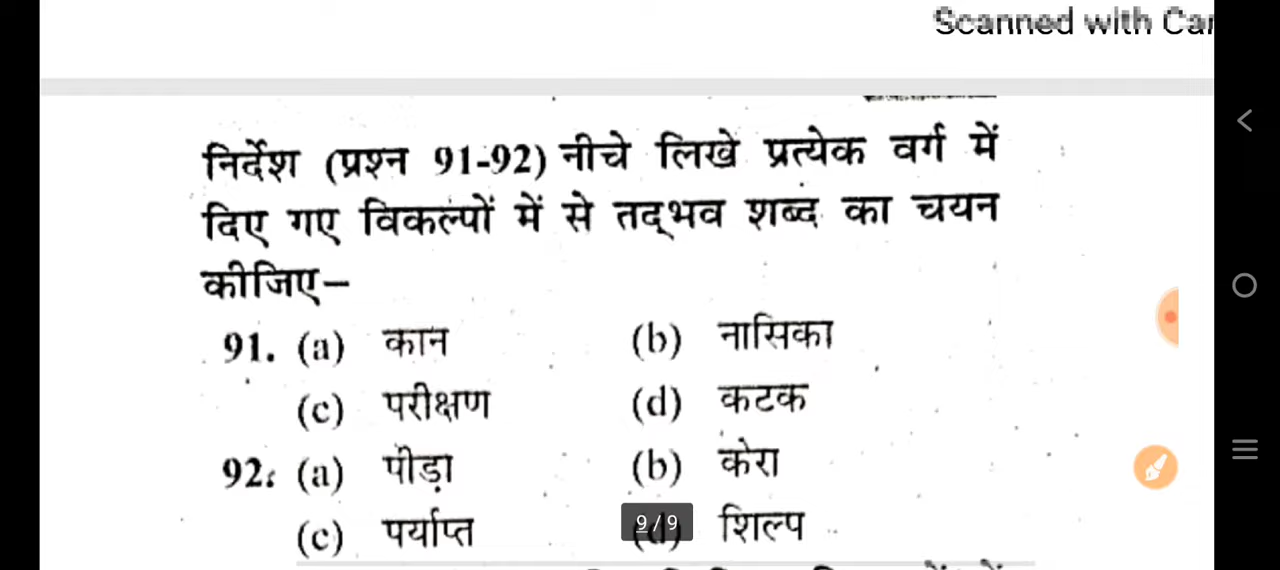 Scanned with Car
निर्देश (प्रश्न 91-92) नीचे लिखे प्रत्येक वर्ग में
दिए गए विकल्पों में से तद्‌भव शब्द का चयन
कीजिए–
91. (a) कान (b) नासिका
(c) परीक्षण (d) कटक
92. (a) पीड़ा (b) केरा
(c) पर्याप्त (d) शिल्प
9 / 9